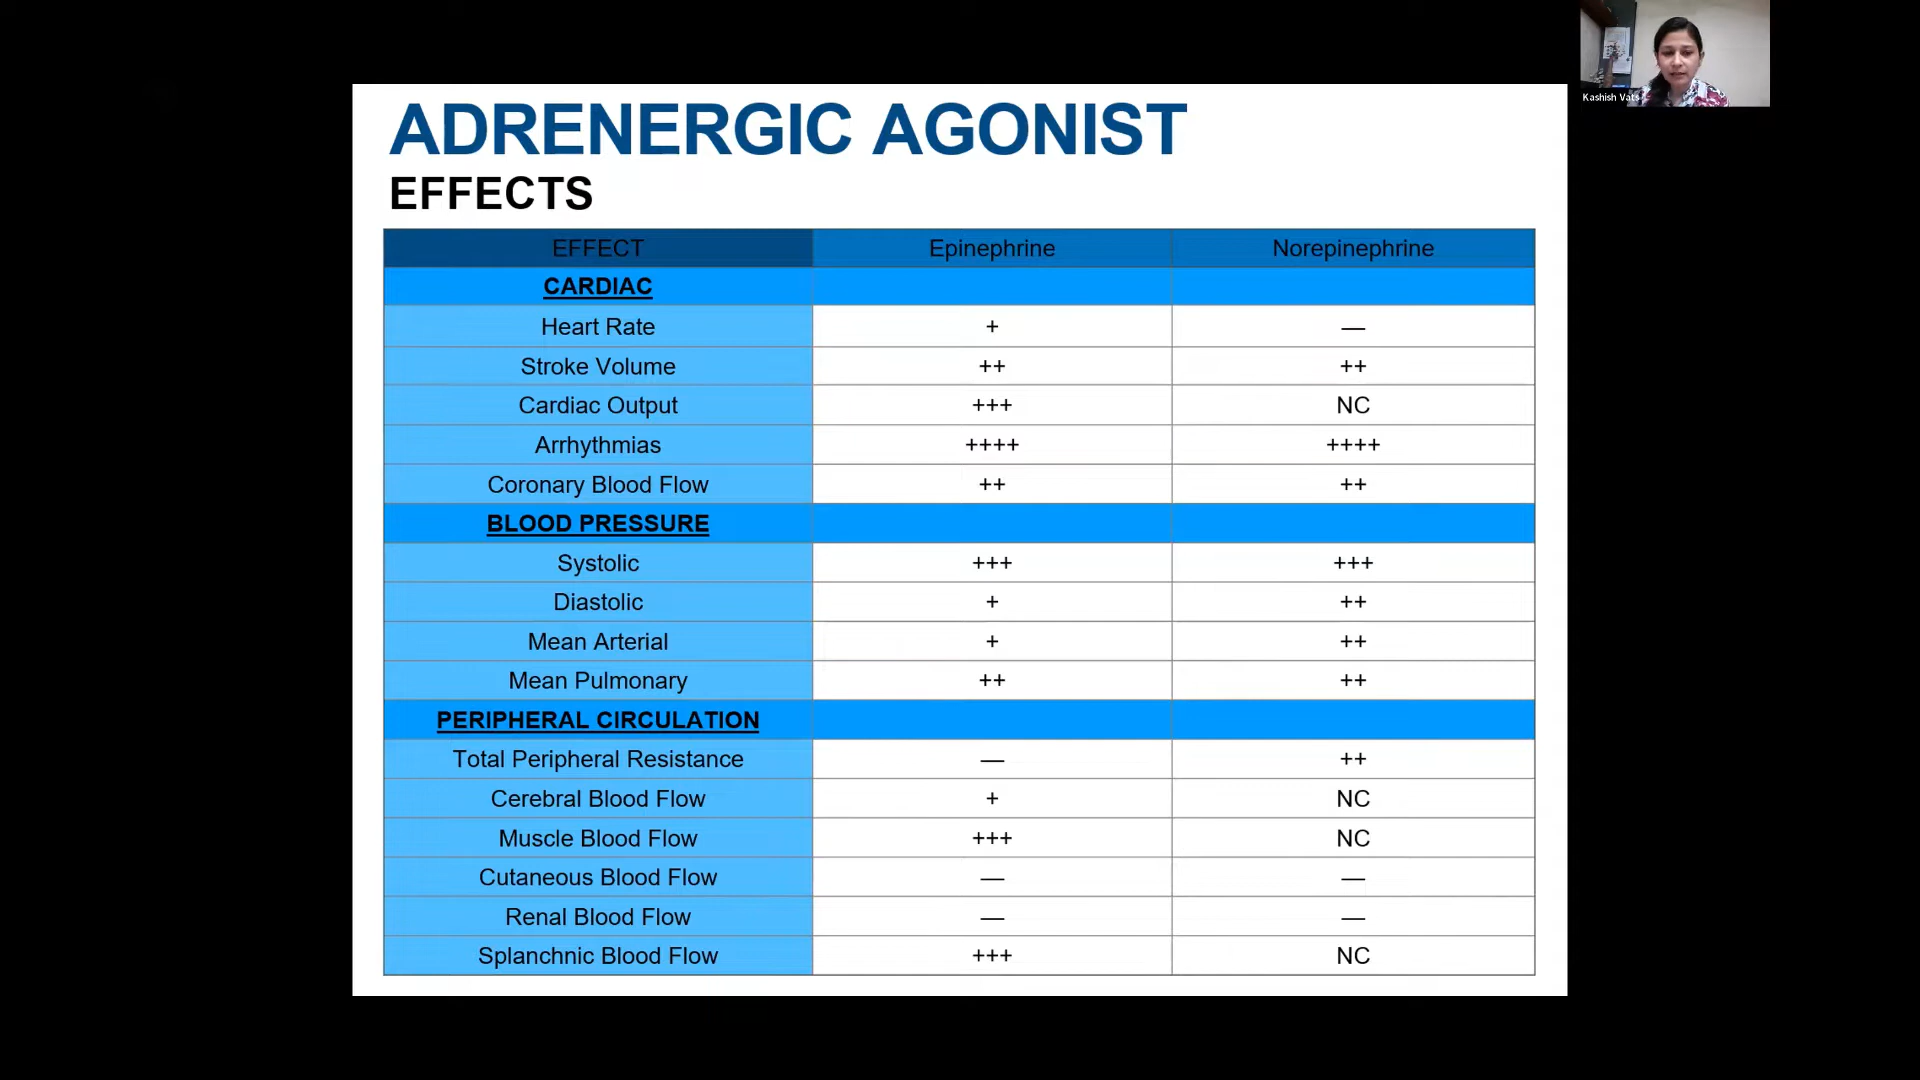 ADRENERGIC AGONIST
EFFECTS
EFFECT Epinephrine Norepinephrine
CARDIAC
Heart Rate + —
Stroke Volume ++ ++
Cardiac Output +++ NC
Arrhythmias ++++ ++++
Coronary Blood Flow ++ ++
BLOOD PRESSURE
Systolic +++ +++
Diastolic + ++
Mean Arterial + ++
Mean Pulmonary ++ ++
PERIPHERAL CIRCULATION
Total Peripheral Resistance — ++
Cerebral Blood Flow + NC
Muscle Blood Flow +++ NC
Cutaneous Blood Flow — —
Renal Blood Flow — —
Splanchnic Blood Flow +++ NC
Kashish Vats